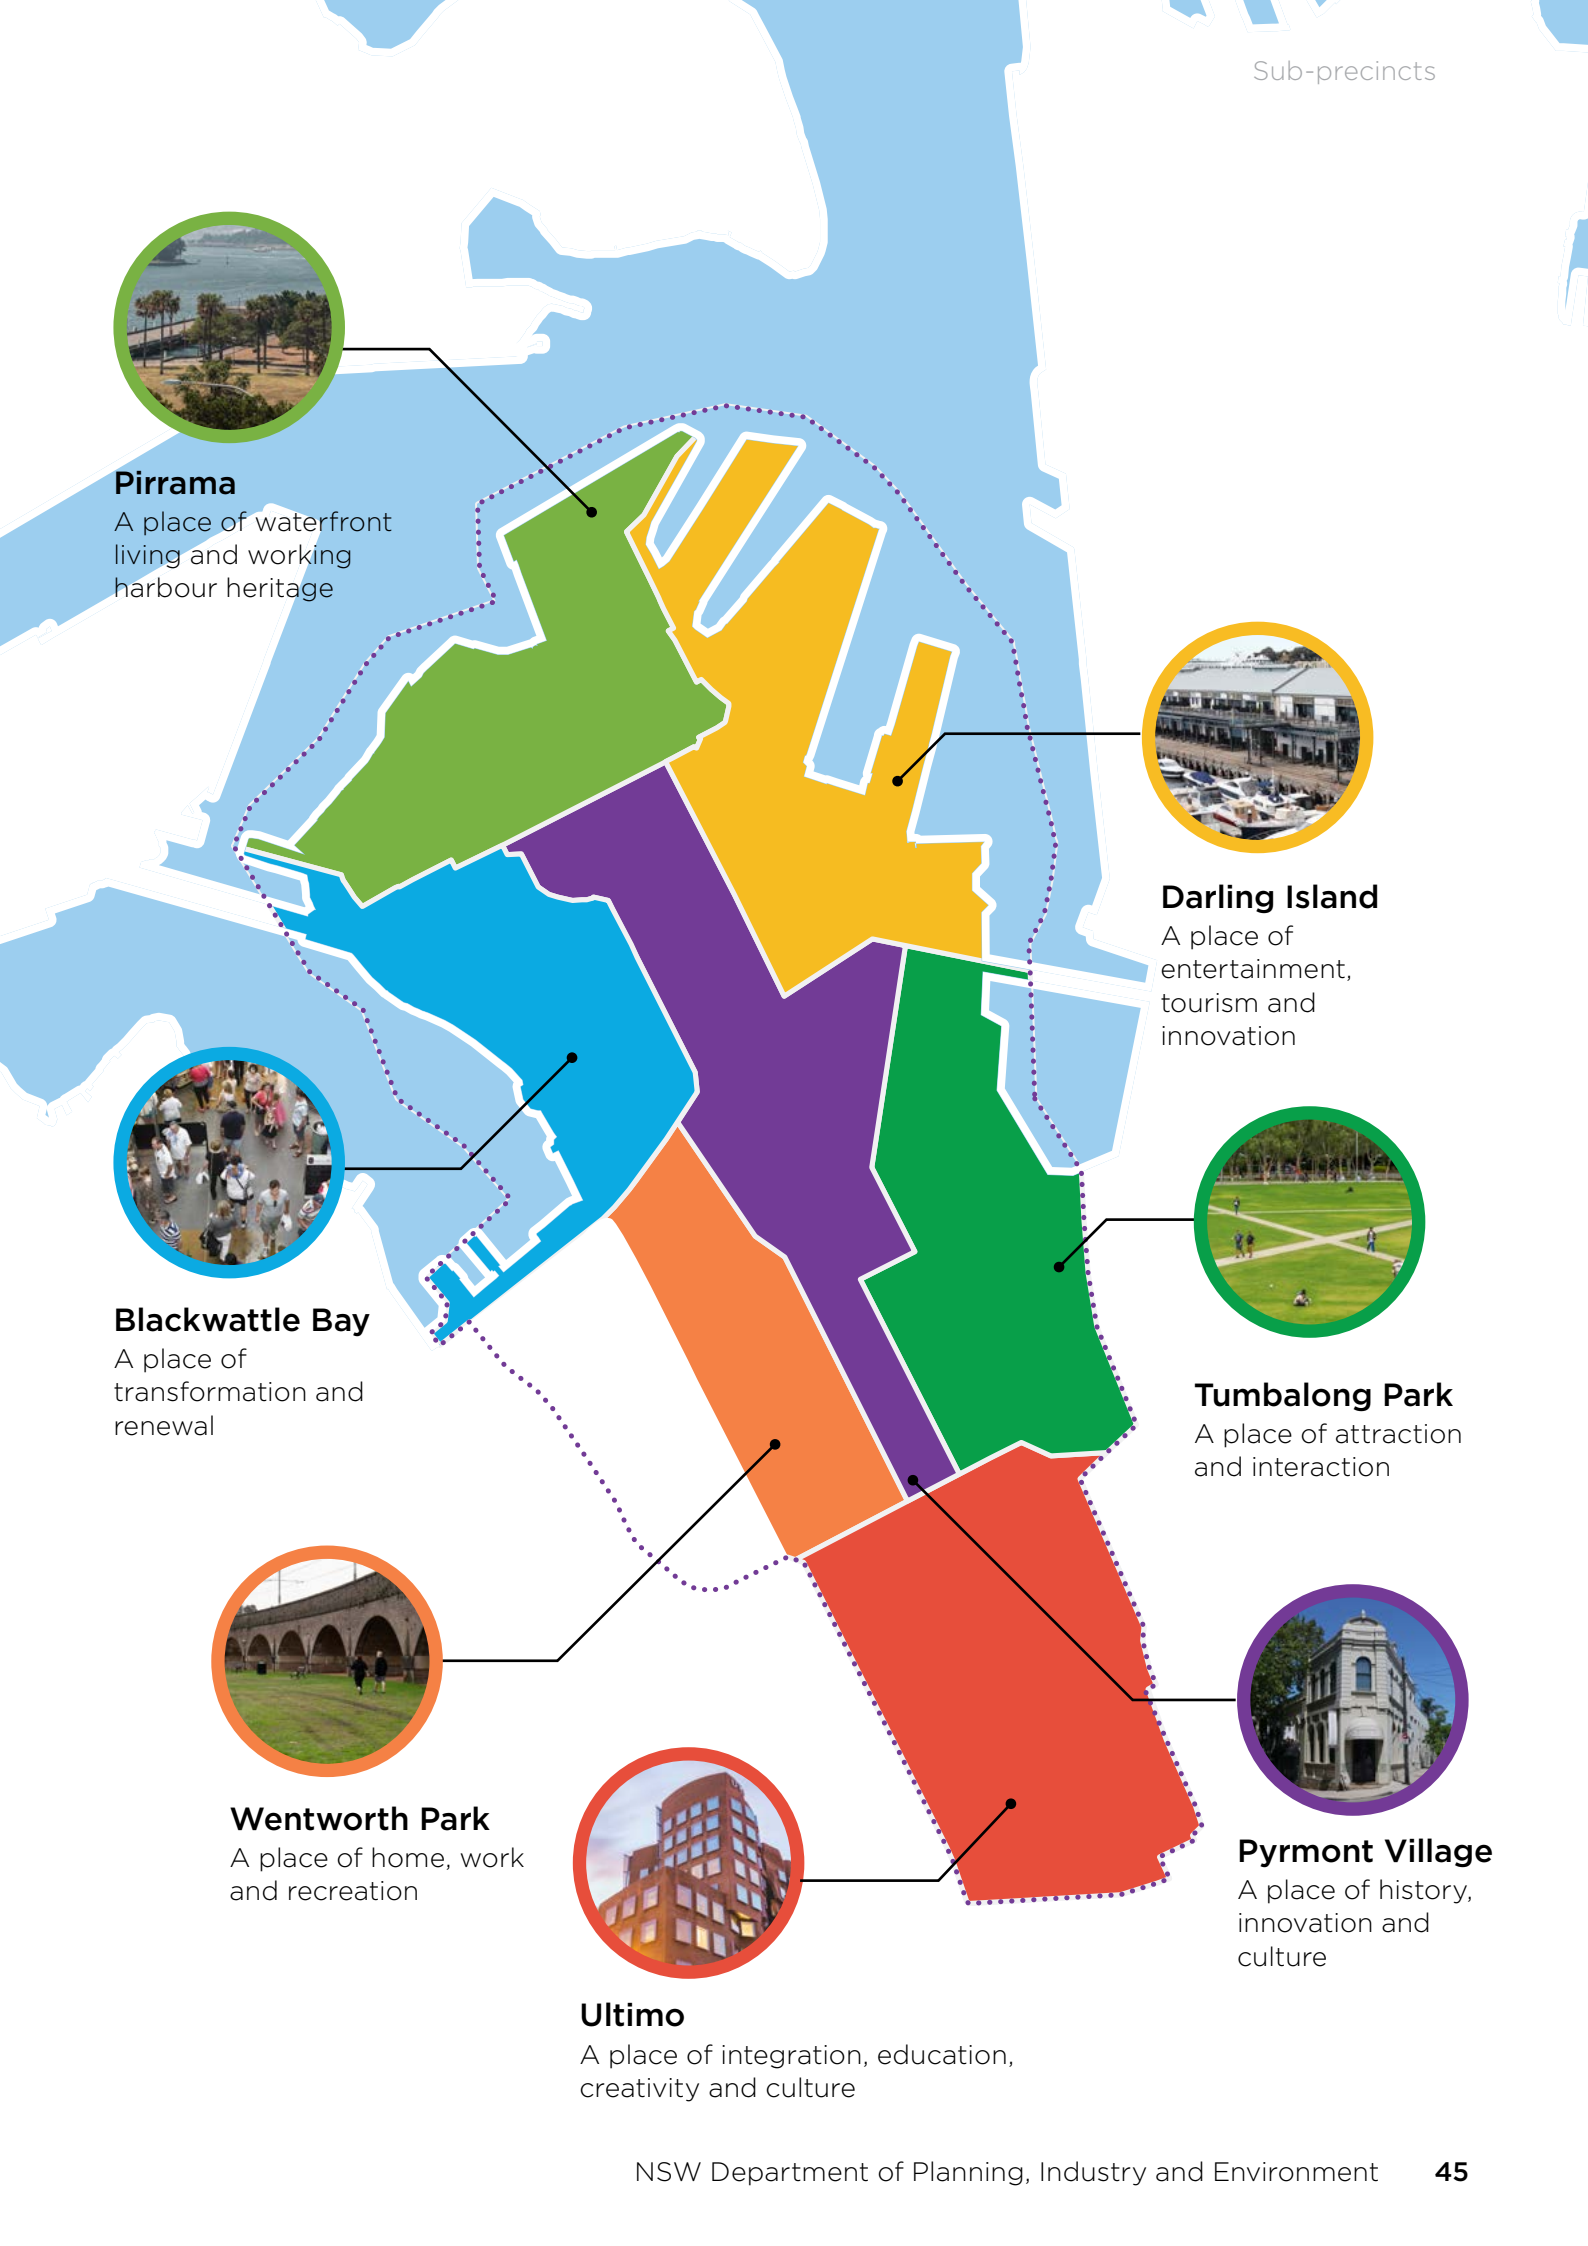 Sub-precincts
Pirrama
A place of waterfront
living and working
harbour heritage
Darling Island
A place of
entertainment,
tourism and
innovation
Blackwattle Bay
A place of
transformation and
renewal
Tumbalong Park
A place of attraction
and interaction
Wentworth Park
A place of home, work
and recreation
Pyrmont Village
A place of history,
innovation and
culture
Ultimo
A place of integration, education,
creativity and culture
NSW Department of Planning, Industry and Environment 45